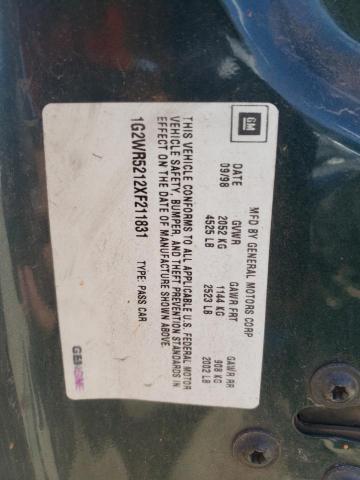 GM
MFD BY GENERAL MOTORS CORP
DATE GVWR GAWR FRT GAWR RR
09/98 2052 KG 1144 KG 908 KG
4525 LB 2523 LB 2002 LB
THIS VEHICLE CONFORMS TO ALL APPLICABLE U.S. FEDERAL MOTOR
VEHICLE SAFETY, BUMPER, AND THEFT PREVENTION STANDARDS IN
EFFECT ON THE DATE OF MANUFACTURE SHOWN ABOVE.
1G2WR5212XF211831 TYPE: PASS CAR
GENUINE